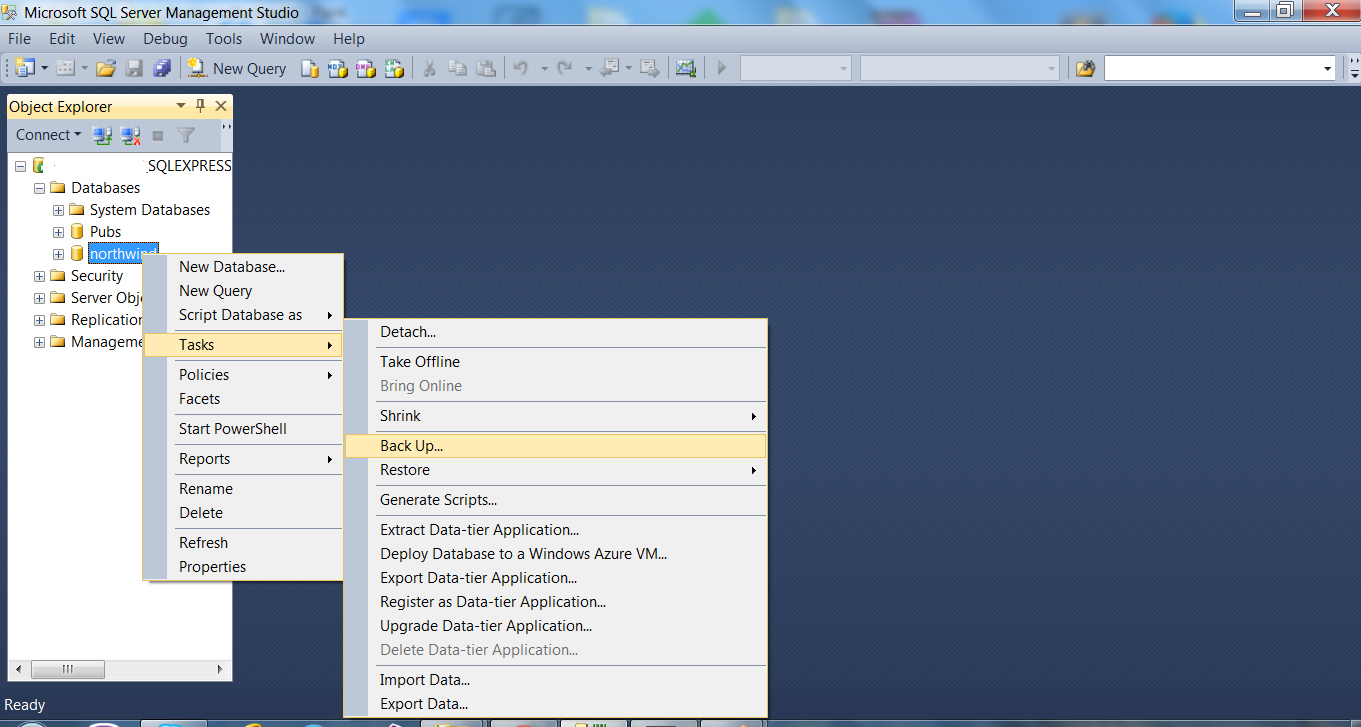 Microsoft SQL Server Management Studio
File Edit View Debug Tools Window Help
New Query
Object Explorer
Connect
SQLEXPRESS
Databases
System Databases
Pubs
northwind
Security
Server Obj
Replication
Manageme
New Database...
New Query
Script Database as
Tasks
Policies
Facets
Start PowerShell
Reports
Rename
Delete
Refresh
Properties
Detach...
Take Offline
Bring Online
Shrink
Back Up...
Restore
Generate Scripts...
Extract Data-tier Application...
Deploy Database to a Windows Azure VM...
Export Data-tier Application...
Register as Data-tier Application...
Upgrade Data-tier Application...
Delete Data-tier Application...
Import Data...
Export Data...
Ready